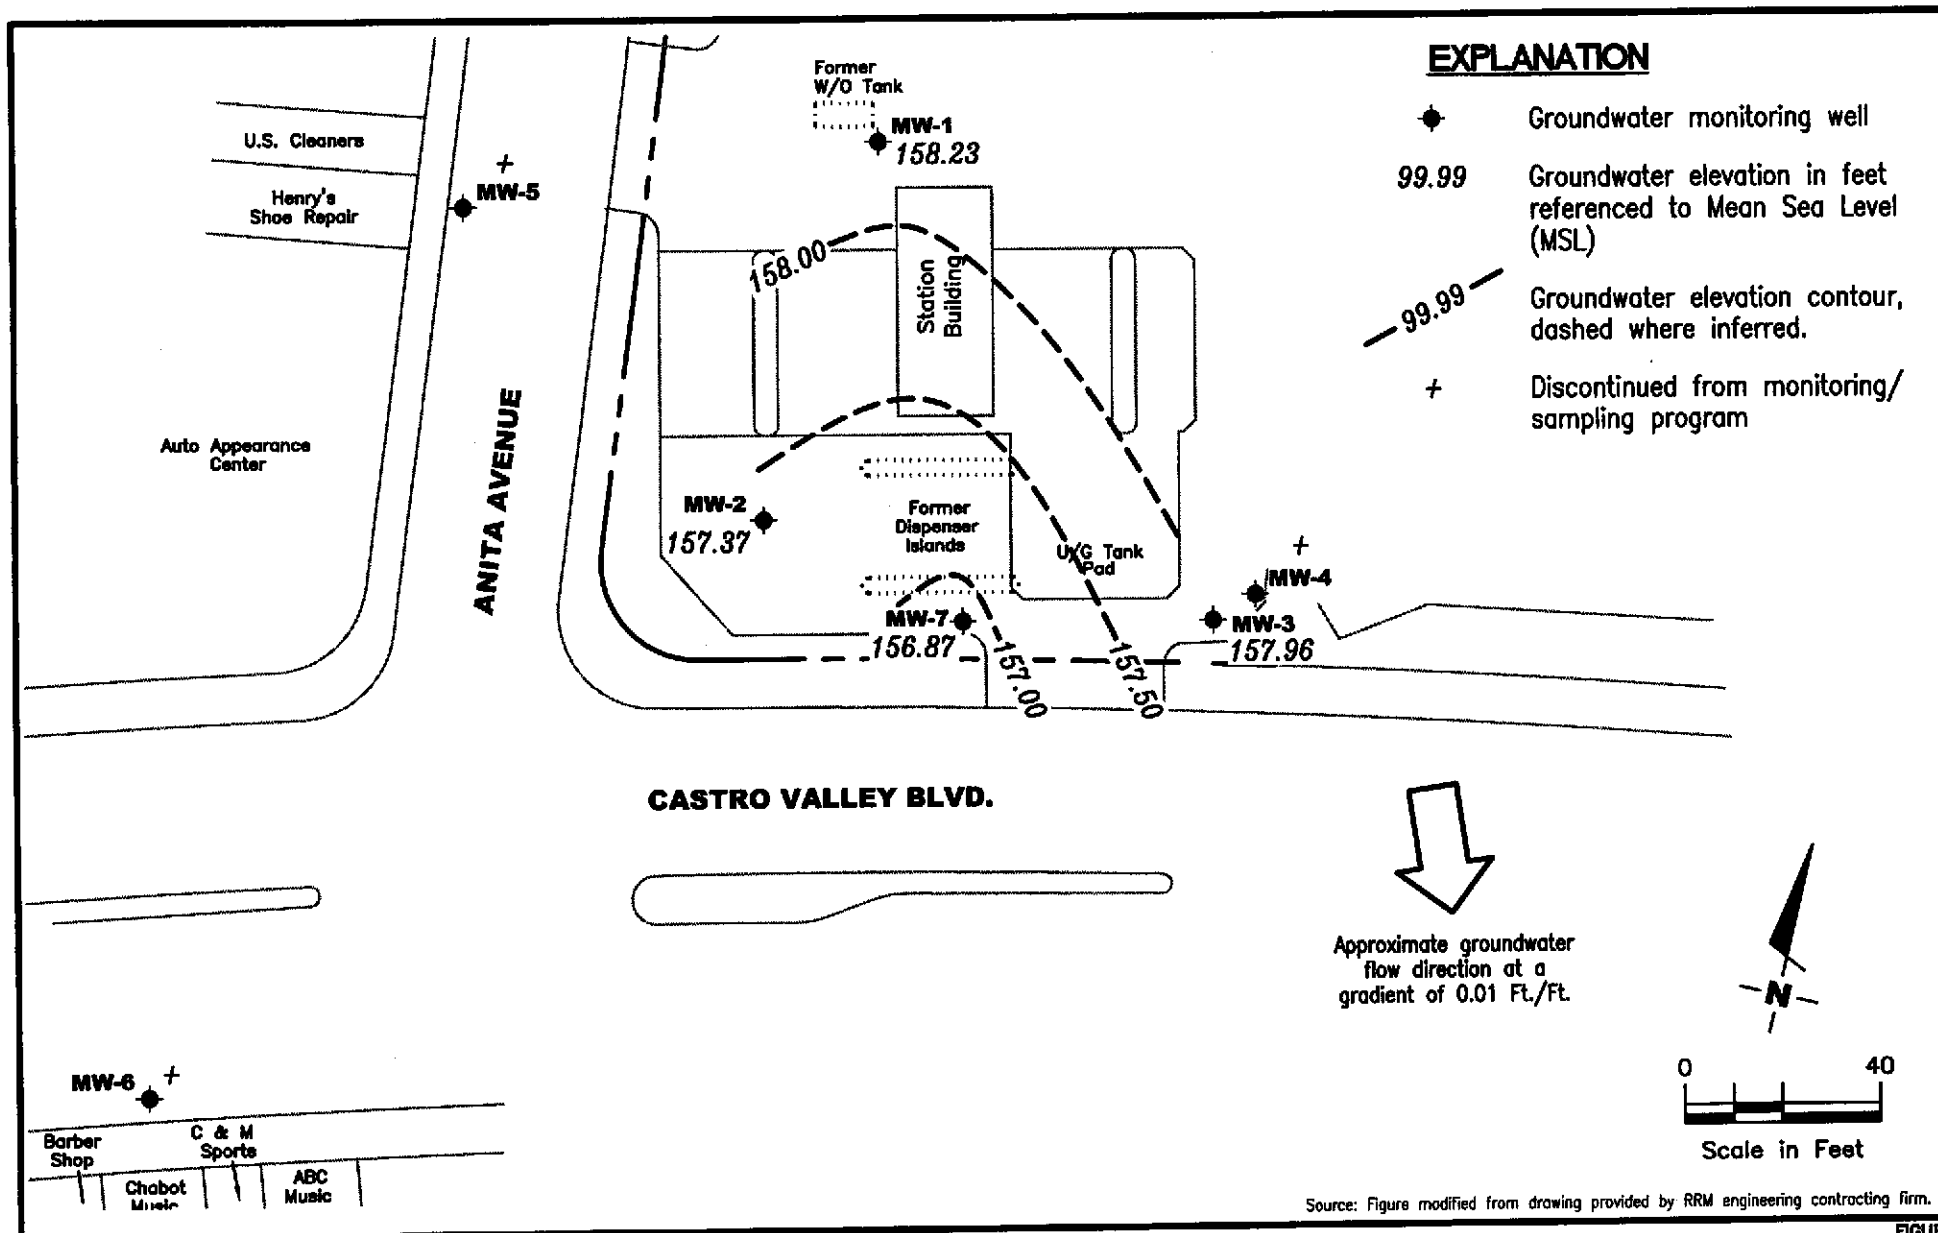 EXPLANATION
Groundwater monitoring well
99.99
Groundwater elevation in feet
referenced to Mean Sea Level
(MSL)
99.99
Groundwater elevation contour,
dashed where inferred.
+
Discontinued from monitoring/
sampling program
Former
W/O Tank
MW-1
158.23
U.S. Cleaners
Henry's
Shoe Repair
+
MW-5
158.00
Station
Building
Auto Appearance
Center
ANITA AVENUE
MW-2
157.37
Former
Dispenser
Islands
U/G Tank
Pad
+
MW-4
MW-3
157.96
MW-7
156.87
157.00
157.50
CASTRO VALLEY BLVD.
Approximate groundwater
flow direction at a
gradient of 0.01 Ft./Ft.
N
0 40
Scale in Feet
MW-6 +
Barber
Shop
C & M
Sports
Chabot
Music
ABC
Music
Source: Figure modified from drawing provided by RRM engineering contracting firm.